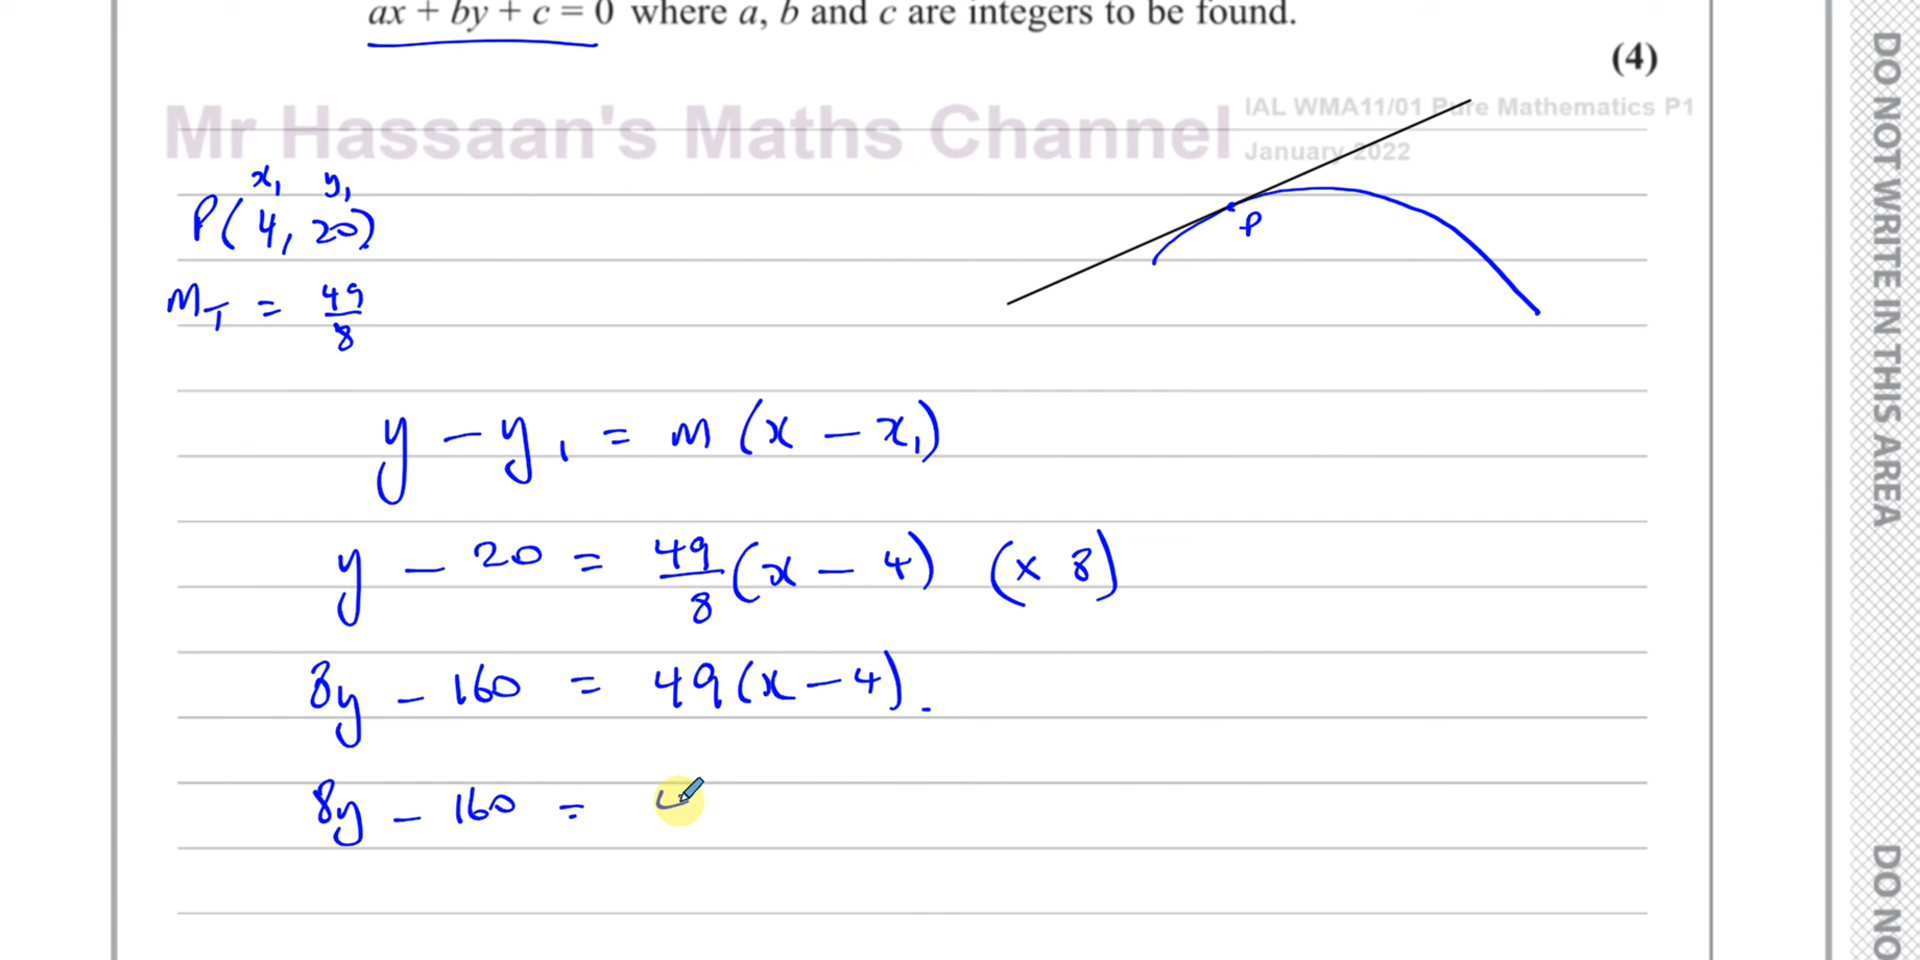 ax + by + c = 0 where a, b and c are integers to be found.
(4)
Mr Hassaan's Maths Channel
IAL WMA11/01 Pure Mathematics P1
January 2022
x₁ y₁
P(4, 20)
P
m_T = 49/8
y − y₁ = m(x − x₁)
y − 20 = 49/8(x − 4) (× 8)
8y − 160 = 49(x − 4).
8y − 160 =
DO NOT WRITE IN THIS AREA
DO NO